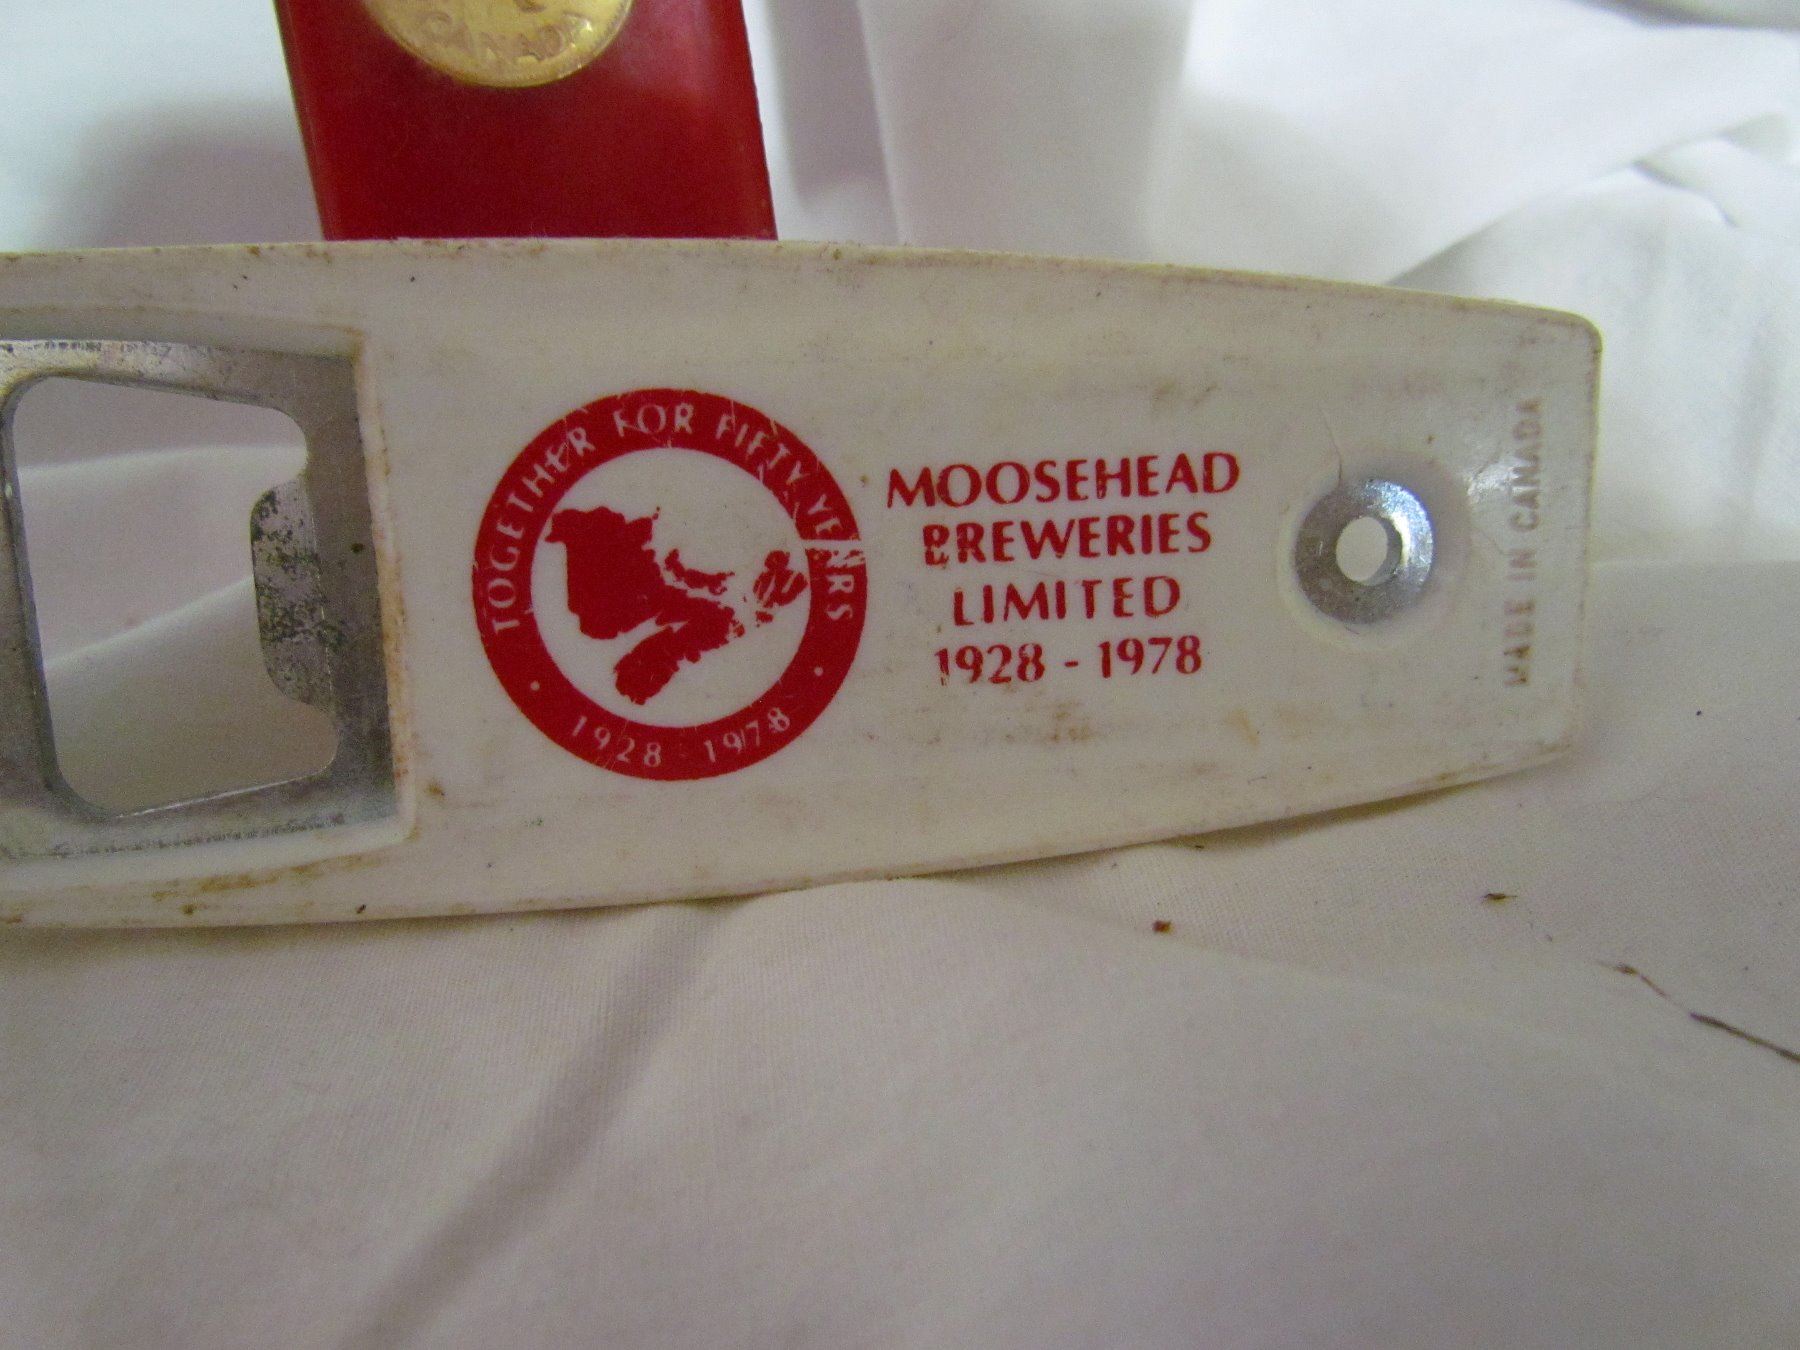 CANADA
TOGETHER FOR FIFTY YEARS
1928 - 1978
MOOSEHEAD
BREWERIES
LIMITED
1928 - 1978
MADE IN CANADA